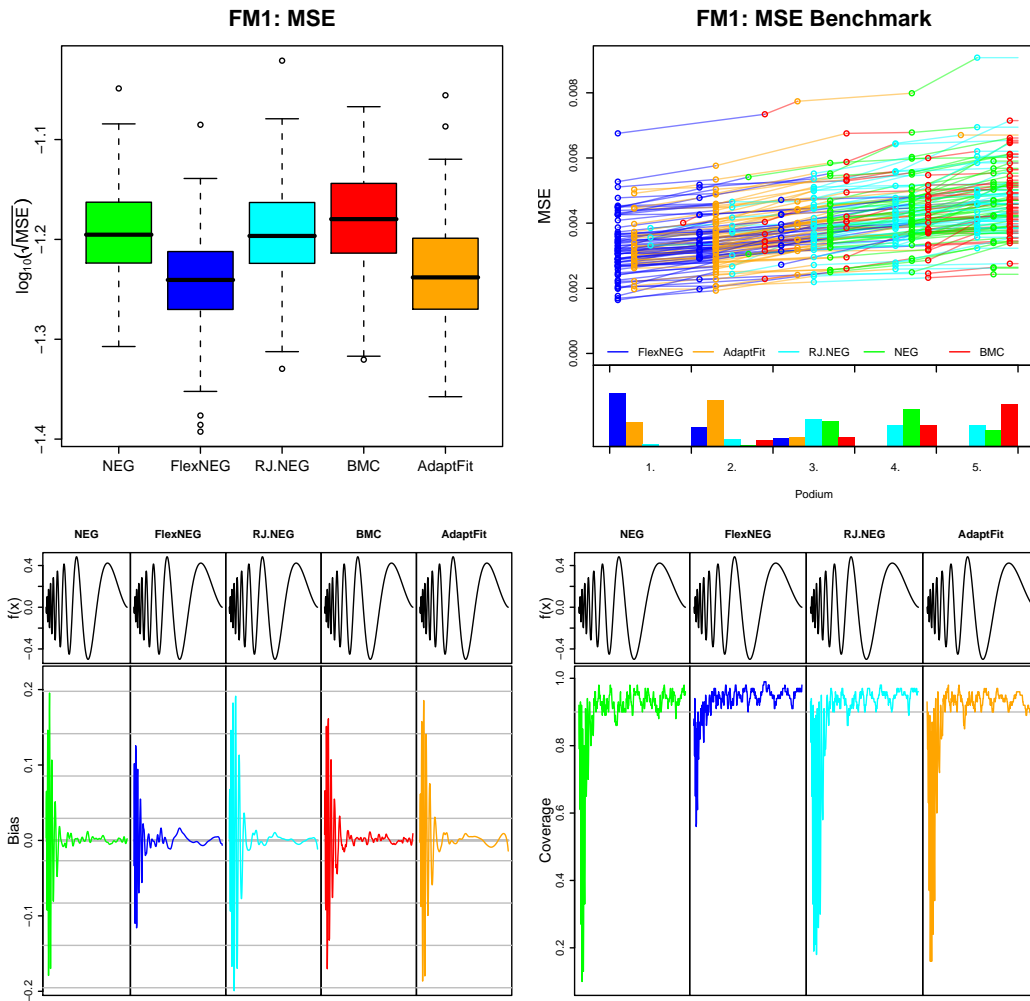 FM1: MSE
log₁₀(√MSE)
−1.1
−1.2
−1.3
−1.4
NEG FlexNEG RJ.NEG BMC AdaptFit
FM1: MSE Benchmark
MSE
0.008
0.006
0.004
0.002
0.000
FlexNEG AdaptFit RJ.NEG NEG BMC
1. 2. 3. 4. 5.
Podium
NEG FlexNEG RJ.NEG BMC AdaptFit
f(x)
0.4
0.0
−0.4
Bias
0.2
0.1
0.0
−0.1
−0.2
NEG FlexNEG RJ.NEG AdaptFit
f(x)
0.4
0.0
−0.4
Coverage
1.0
0.8
0.6
0.4
0.2